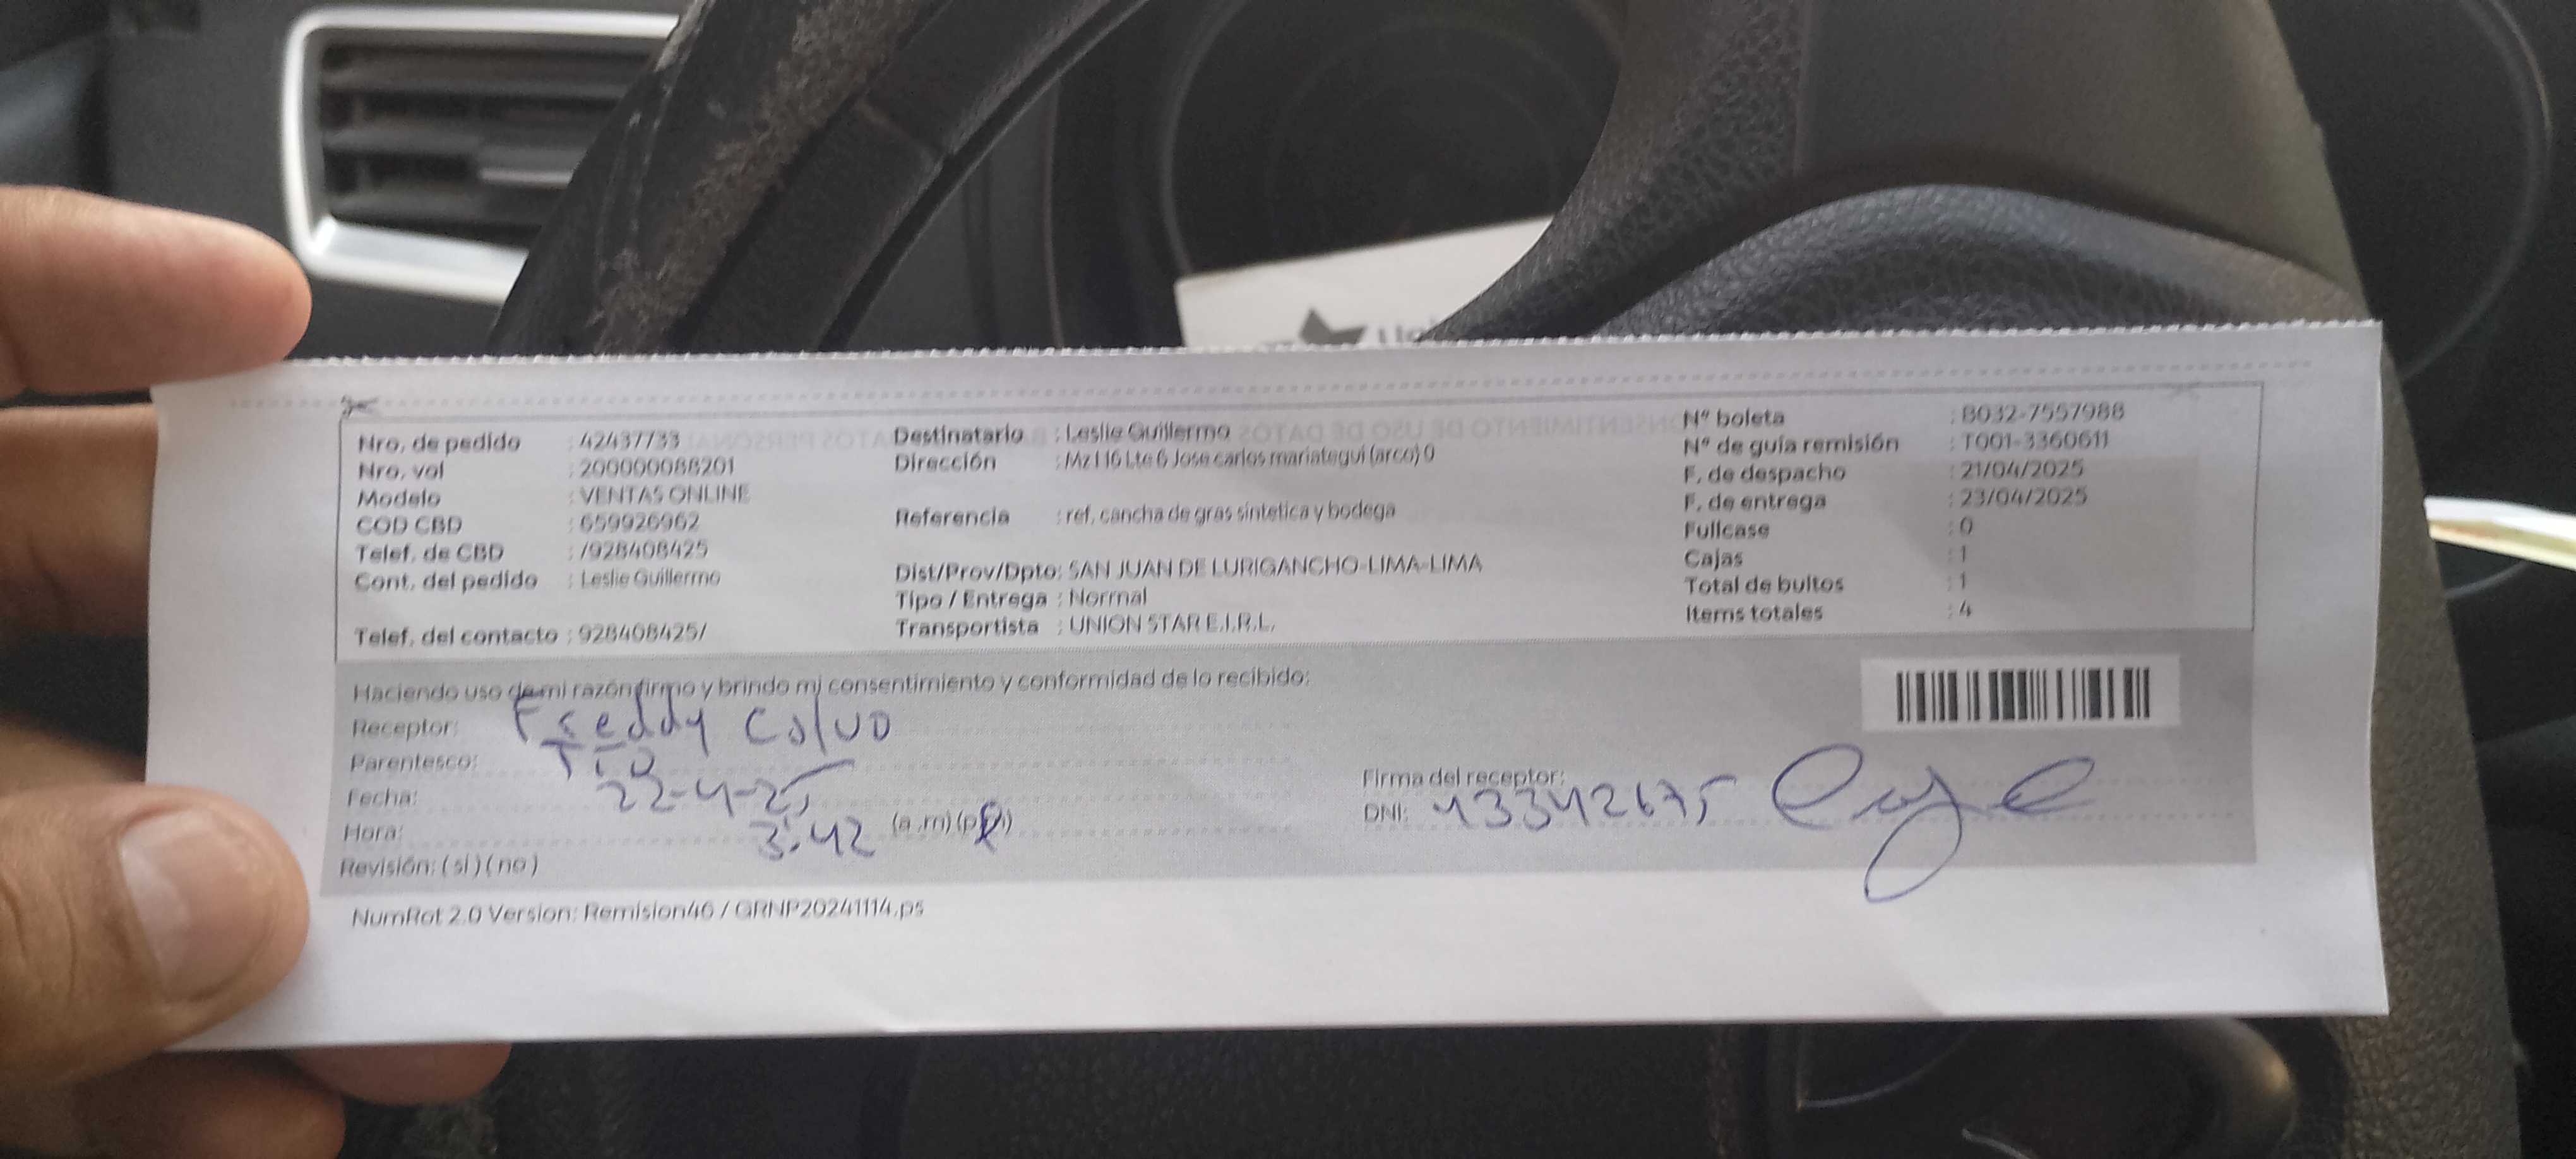 Nro. de pedido : 42437733
Nro. vol : 200000088201
Modelo : VENTAS ONLINE
COD CBD : 659926962
Telef. de CBD : /928408425
Cont. del pedido : Leslie Guillermo
Telef. del contacto : 928408425/
Destinatario : Leslie Guillermo
Dirección : Mz I 16 Lte 6 Jose carlos mariategui (arco) 0
Referencia : ref. cancha de gras sintetica y bodega
Dist/Prov/Dpto: SAN JUAN DE LURIGANCHO-LIMA-LIMA
Tipo / Entrega : Normal
Transportista : UNION STAR E.I.R.L.
N° boleta : B032-7557988
N° de guía remisión : T001-3360611
F. de despacho : 21/04/2025
F. de entrega : 23/04/2025
Fullcase : 0
Cajas : 1
Total de bultos : 1
Items totales : 4
Haciendo uso de mi razón firmo y brindo mi consentimiento y conformidad de lo recibido:
Receptor: Freddy Calvo
Parentesco: Tio
Fecha: 22-4-25
Hora: 3:42 (a.m) (pm)
Revisión: (si) (no)
Firma del receptor:
DNI: 43342675
NumRot 2.0 Version: Remision46 / GRNP20241114.ps